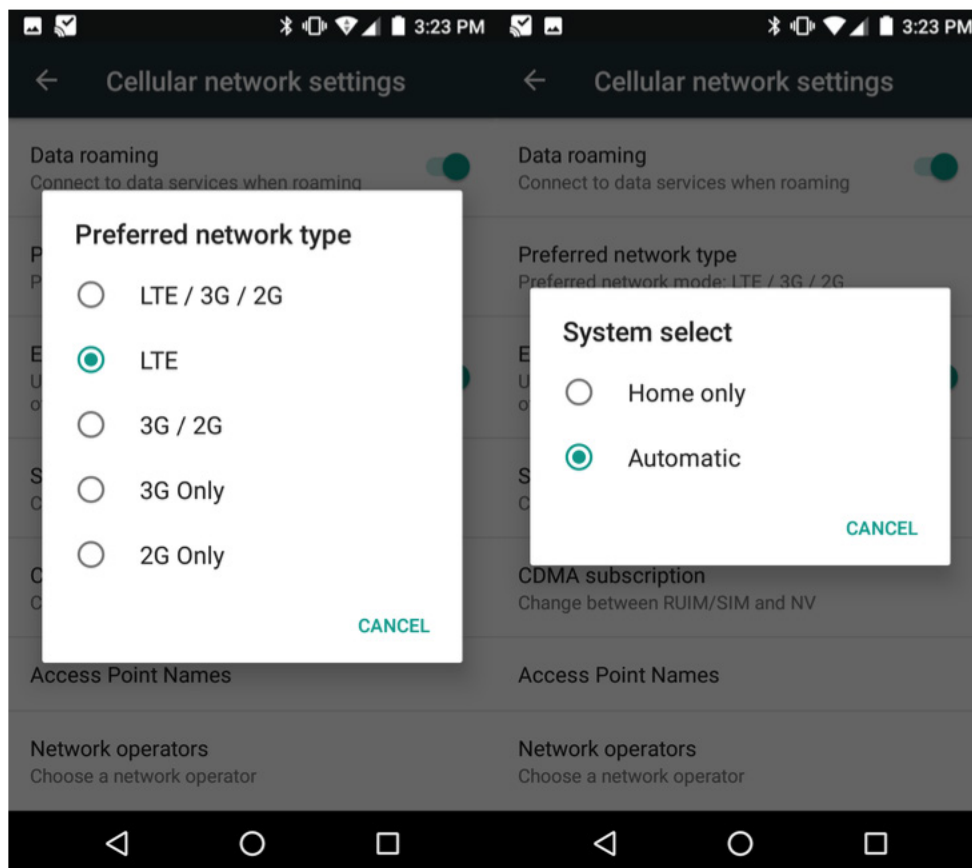 3:23 PM
Cellular network settings
Data roaming
Connect to data services when roaming
P
P
Preferred network type
LTE / 3G / 2G
LTE
3G / 2G
3G Only
2G Only
CANCEL
E
U
o
S
C
C
C
Access Point Names
Network operators
Choose a network operator
3:23 PM
Cellular network settings
Data roaming
Connect to data services when roaming
Preferred network type
Preferred network mode: LTE / 3G / 2G
System select
Home only
Automatic
CANCEL
E
U
o
S
C
CDMA subscription
Change between RUIM/SIM and NV
Access Point Names
Network operators
Choose a network operator